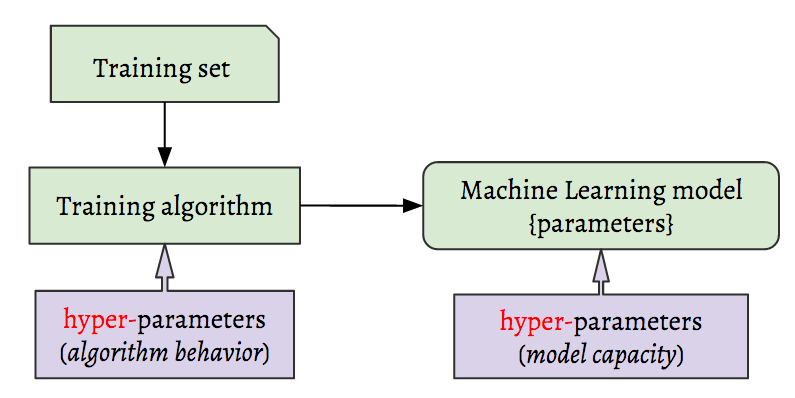 Training set
Training algorithm
Machine Learning model
{parameters}
hyper-parameters
(algorithm behavior)
hyper-parameters
(model capacity)